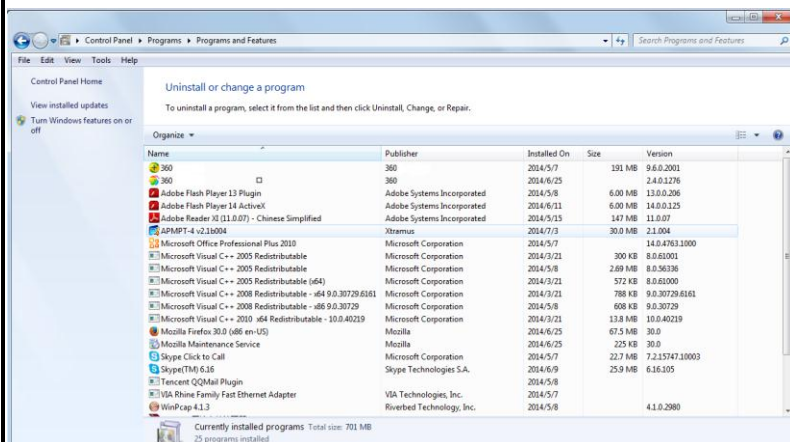 Control Panel ▸ Programs ▸ Programs and Features
Search Programs and Features
File Edit View Tools Help
Control Panel Home
View installed updates
Turn Windows features on or
off
Uninstall or change a program
To uninstall a program, select it from the list and then click Uninstall, Change, or Repair.
Organize
Name Publisher Installed On Size Version
360 360 2014/5/7 191 MB 9.6.0.2001
360 360 2014/6/25 2.4.0.1276
Adobe Flash Player 13 Plugin Adobe Systems Incorporated 2014/5/8 6.00 MB 13.0.0.206
Adobe Flash Player 14 ActiveX Adobe Systems Incorporated 2014/6/11 6.00 MB 14.0.0.125
Adobe Reader XI (11.0.07) - Chinese Simplified Adobe Systems Incorporated 2014/5/15 147 MB 11.0.07
APMPT-4 v2.1b004 Xtramus 2014/7/3 30.0 MB 2.1.004
Microsoft Office Professional Plus 2010 Microsoft Corporation 2014/5/7 14.0.4763.1000
Microsoft Visual C++ 2005 Redistributable Microsoft Corporation 2014/3/21 300 KB 8.0.61001
Microsoft Visual C++ 2005 Redistributable Microsoft Corporation 2014/5/8 2.69 MB 8.0.56336
Microsoft Visual C++ 2005 Redistributable (x64) Microsoft Corporation 2014/3/21 572 KB 8.0.61000
Microsoft Visual C++ 2008 Redistributable - x64 9.0.30729.6161 Microsoft Corporation 2014/3/21 788 KB 9.0.30729.6161
Microsoft Visual C++ 2008 Redistributable - x86 9.0.30729 Microsoft Corporation 2014/5/8 608 KB 9.0.30729
Microsoft Visual C++ 2010 x64 Redistributable - 10.0.40219 Microsoft Corporation 2014/3/21 13.8 MB 10.0.40219
Mozilla Firefox 30.0 (x86 en-US) Mozilla 2014/6/25 67.5 MB 30.0
Mozilla Maintenance Service Mozilla 2014/6/25 225 KB 30.0
Skype Click to Call Microsoft Corporation 2014/5/7 22.7 MB 7.2.15747.10003
Skype(TM) 6.16 Skype Technologies S.A. 2014/6/9 25.9 MB 6.16.105
Tencent QQMail Plugin 2014/5/8
VIA Rhine Family Fast Ethernet Adapter VIA Technologies, Inc. 2014/5/7
WinPcap 4.1.3 Riverbed Technology, Inc. 2014/5/8 4.1.0.2980
Currently installed programs Total size: 701 MB
25 programs installed